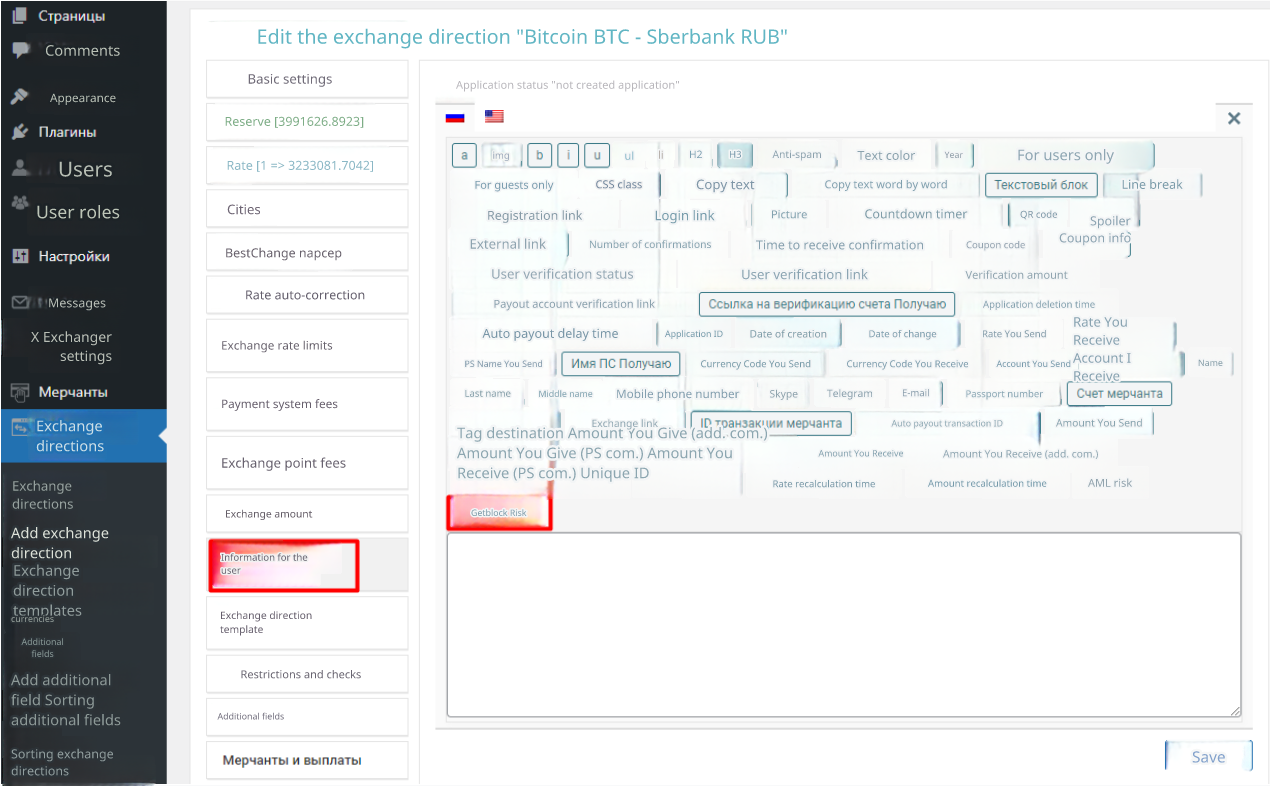 Страницы
Comments
Appearance
Плагины
Users
User roles
Настройки
Messages
X Exchanger
settings
Мерчанты
Exchange
directions
Exchange
directions
Add exchange
direction
Exchange
direction
templates
currencies
Additional
fields
Add additional
field Sorting
additional fields
Sorting exchange
directions
Edit the exchange direction "Bitcoin BTC - Sberbank RUB"
Basic settings
Reserve [3991626.8923]
Rate [1 => 3233081.7042]
Cities
BestChange парсер
Rate auto-correction
Exchange rate limits
Payment system fees
Exchange point fees
Exchange amount
Information for the
user
Exchange direction
template
Restrictions and checks
Additional fields
Мерчанты и выплаты
Application status "not created application"
a img b i u ul li H2 H3 Anti-spam Text color Year For users only
For guests only CSS class Copy text Copy text word by word Текстовый блок Line break
Registration link Login link Picture Countdown timer QR code Spoiler
External link Number of confirmations Time to receive confirmation Coupon code Coupon info
User verification status User verification link Verification amount
Payout account verification link Ссылка на верификацию счета Получаю Application deletion time
Auto payout delay time Application ID Date of creation Date of change Rate You Send Rate You
Receive
PS Name You Send Имя ПС Получаю Currency Code You Send Currency Code You Receive Account You Send Account I
Receive Name
Last name Middle name Mobile phone number Skype Telegram E-mail Passport number Счет мерчанта
Exchange link ID транзакции мерчанта Auto payout transaction ID Amount You Send
Tag destination Amount You Give (add. com.)
Amount You Give (PS com.) Amount You
Receive (PS com.) Unique ID
Amount You Receive Amount You Receive (add. com.)
Rate recalculation time Amount recalculation time AML risk
Getblock Risk
Save